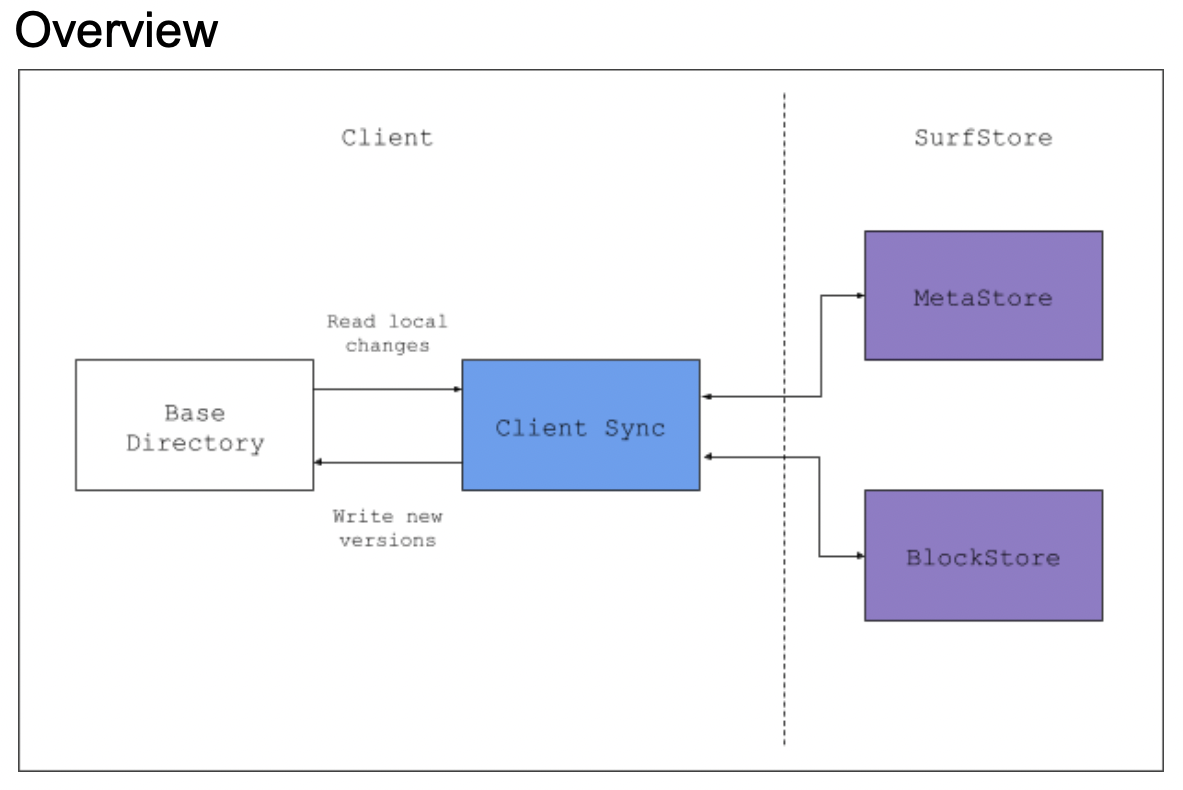 Overview
Client
SurfStore
MetaStore
Read local
changes
Base
Directory
Client Sync
Write new
versions
BlockStore